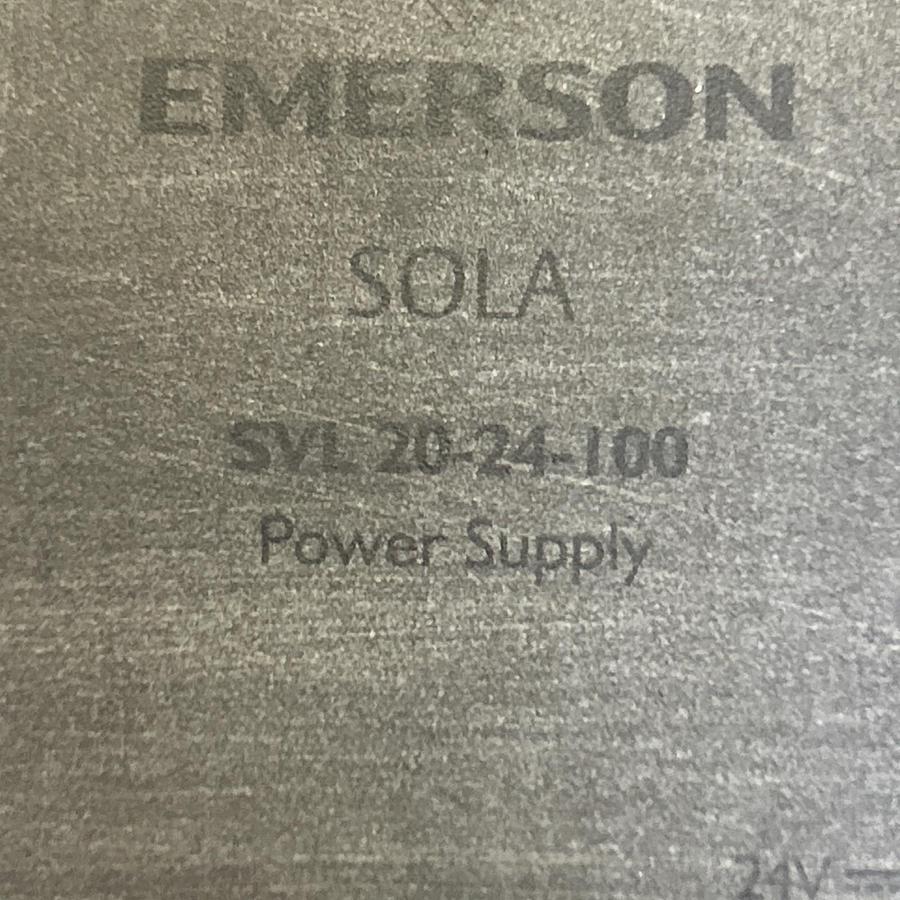 EMERSON
SOLA
SVL 20-24-100
Power Supply
24V ⎓